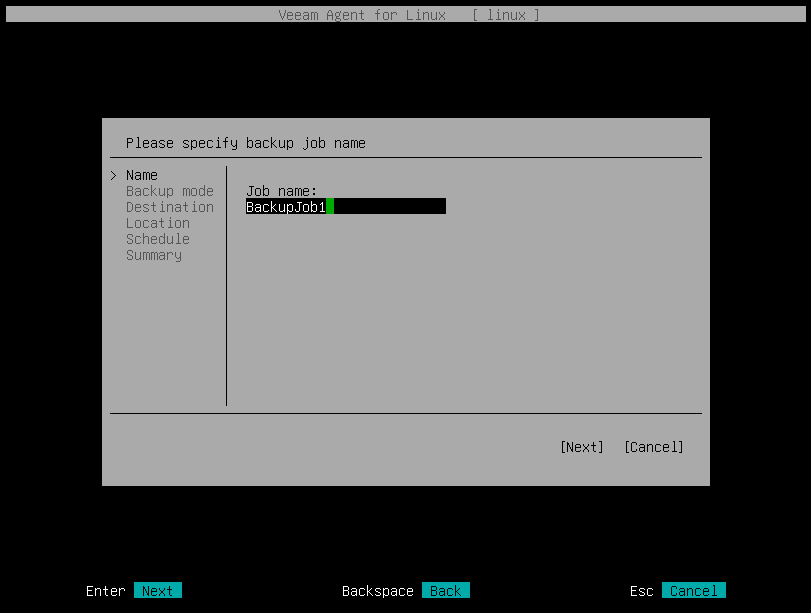 Veeam Agent for Linux [ linux ]
Please specify backup job name
> Name
Backup mode
Destination
Location
Schedule
Summary
Job name:
BackupJob1
[Next] [Cancel]
Enter Next Backspace Back Esc Cancel